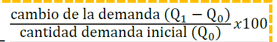 cambio de la demanda (Q₁ − Q₀)
cantidad demanda inicial (Q₀)
x100